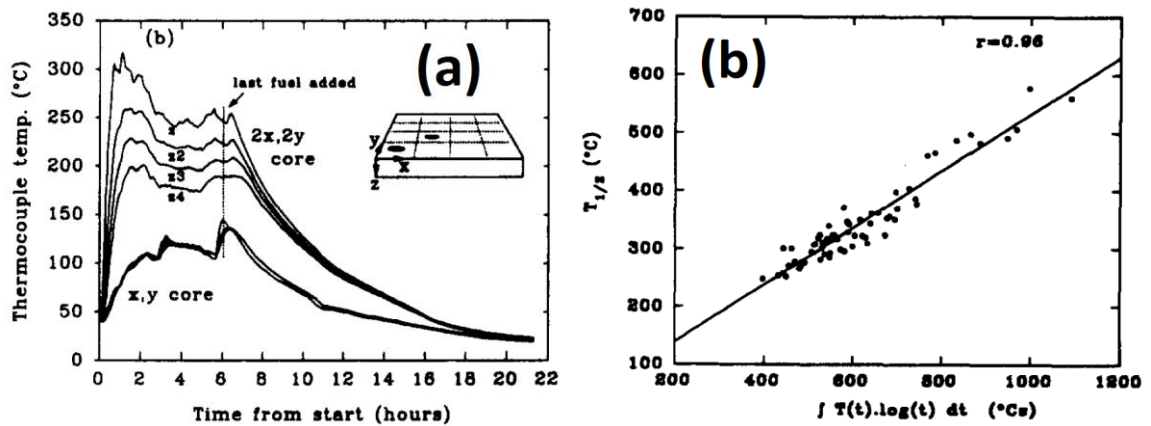 (b)
(a)
Thermocouple temp. (°C)
350
300
250
200
150
100
50
0
last fuel added
z
z2
z3
z4
2x,2y
core
x,y core
y
x
z
0 2 4 6 8 10 12 14 16 18 20 22
Time from start (hours)
(b)
r=0.96
T1/2 (°C)
700
600
500
400
300
200
100
200 400 600 800 1000 1200
∫ T(t).log(t) dt (°Cs)